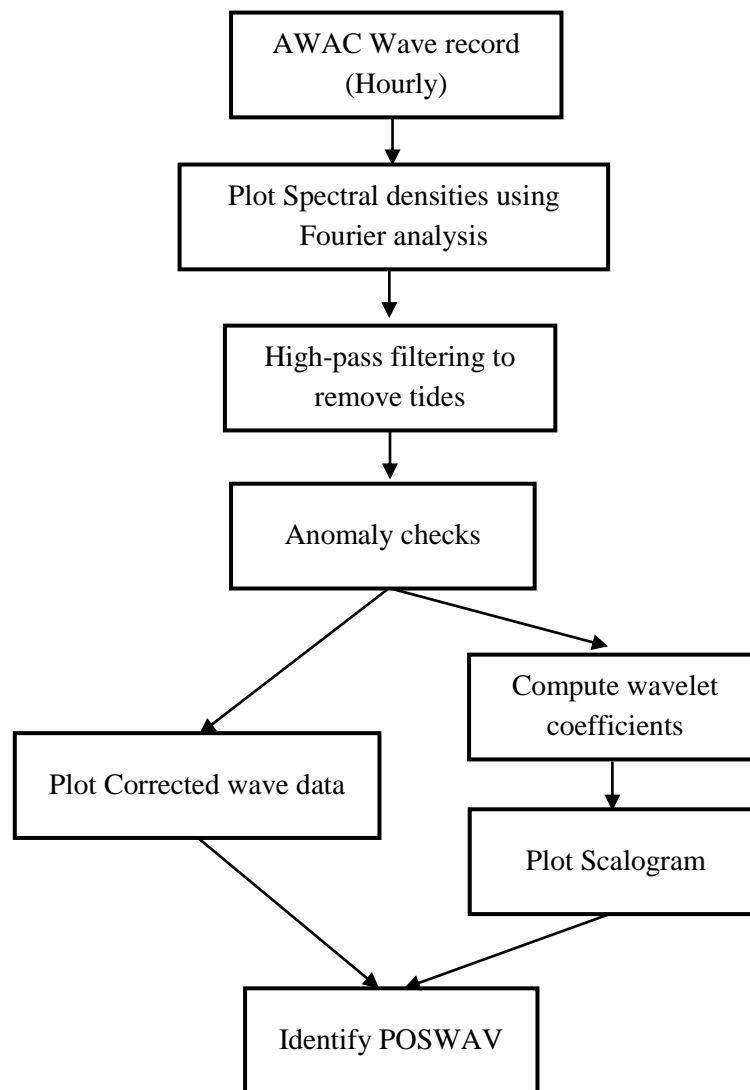 AWAC Wave record
(Hourly)
Plot Spectral densities using
Fourier analysis
High-pass filtering to
remove tides
Anomaly checks
Compute wavelet
coefficients
Plot Corrected wave data
Plot Scalogram
Identify POSWAV